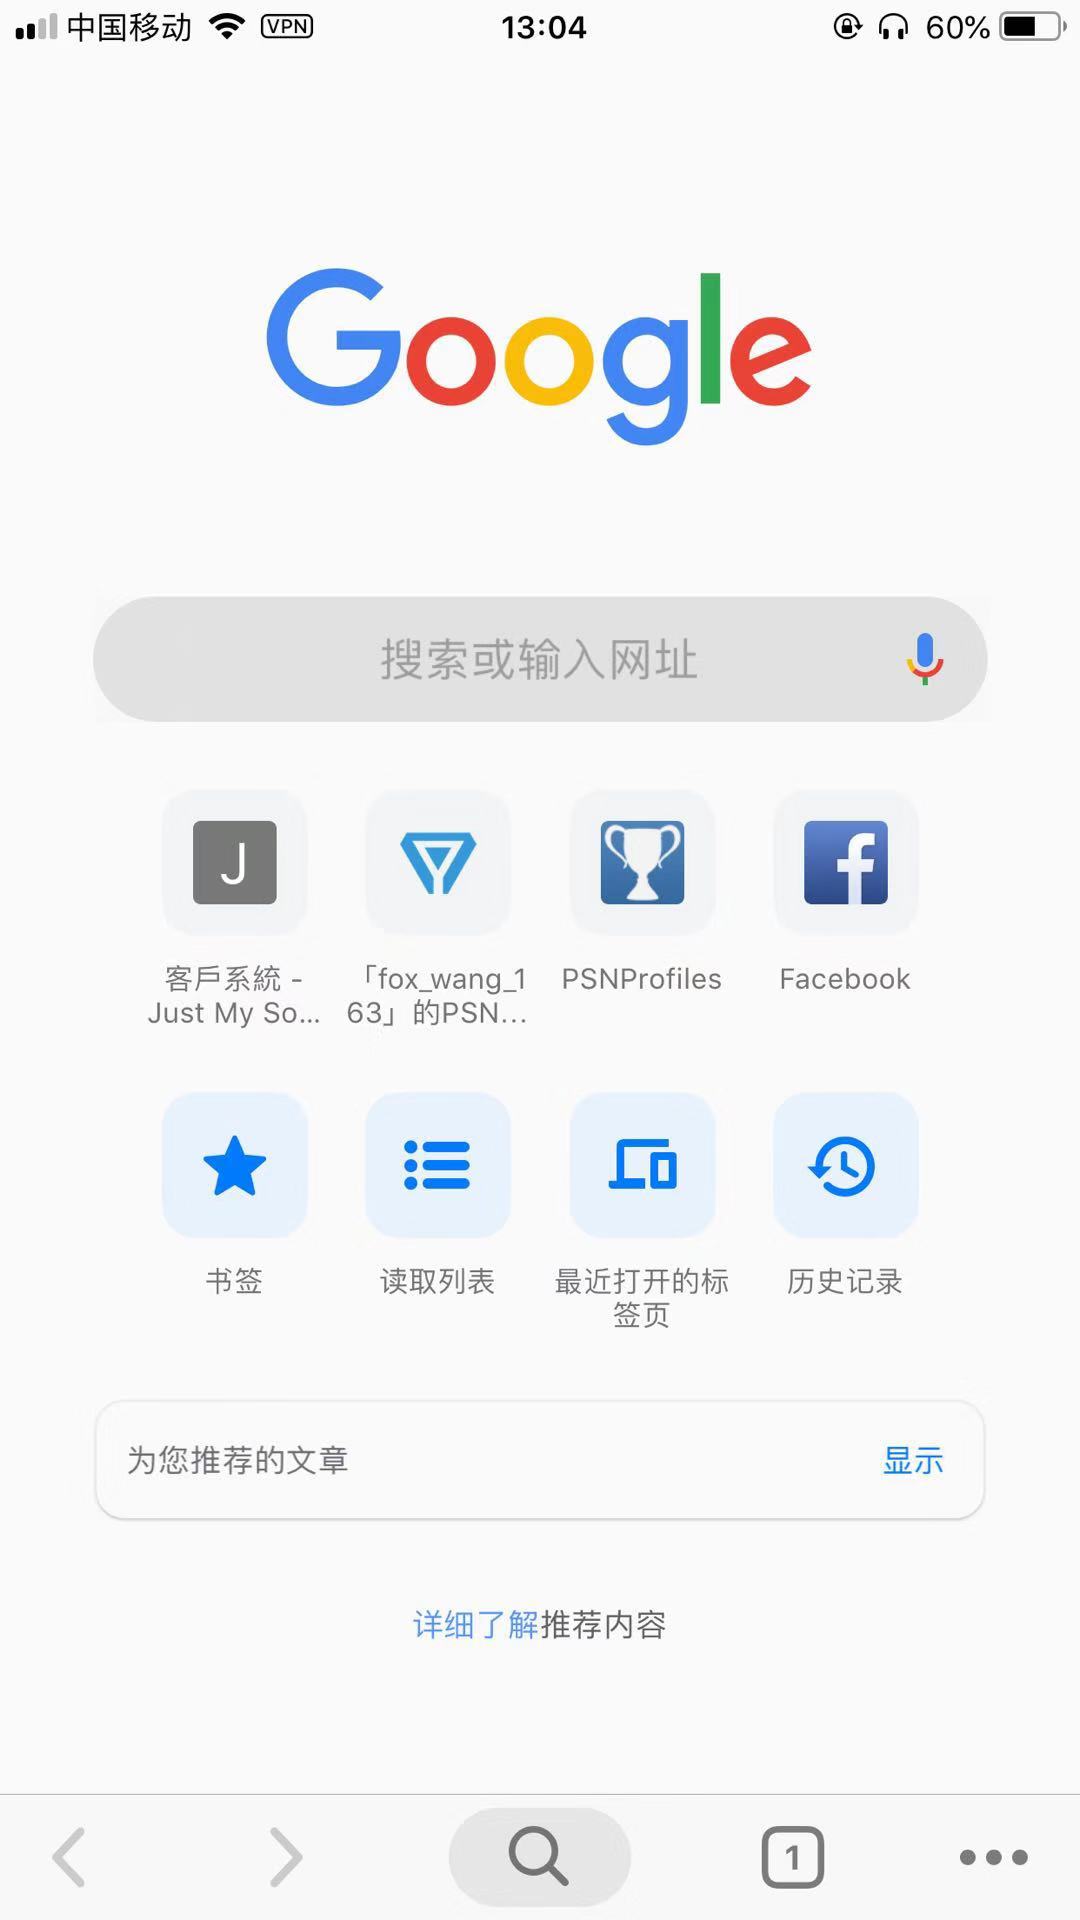 中国移动 VPN 13:04 60%
Google
搜索或输入网址
J
客戶系統 -
Just My So...
「fox_wang_1
63」的PSN...
PSNProfiles
f
Facebook
书签
读取列表
最近打开的标
签页
历史记录
为您推荐的文章 显示
详细了解推荐内容
1